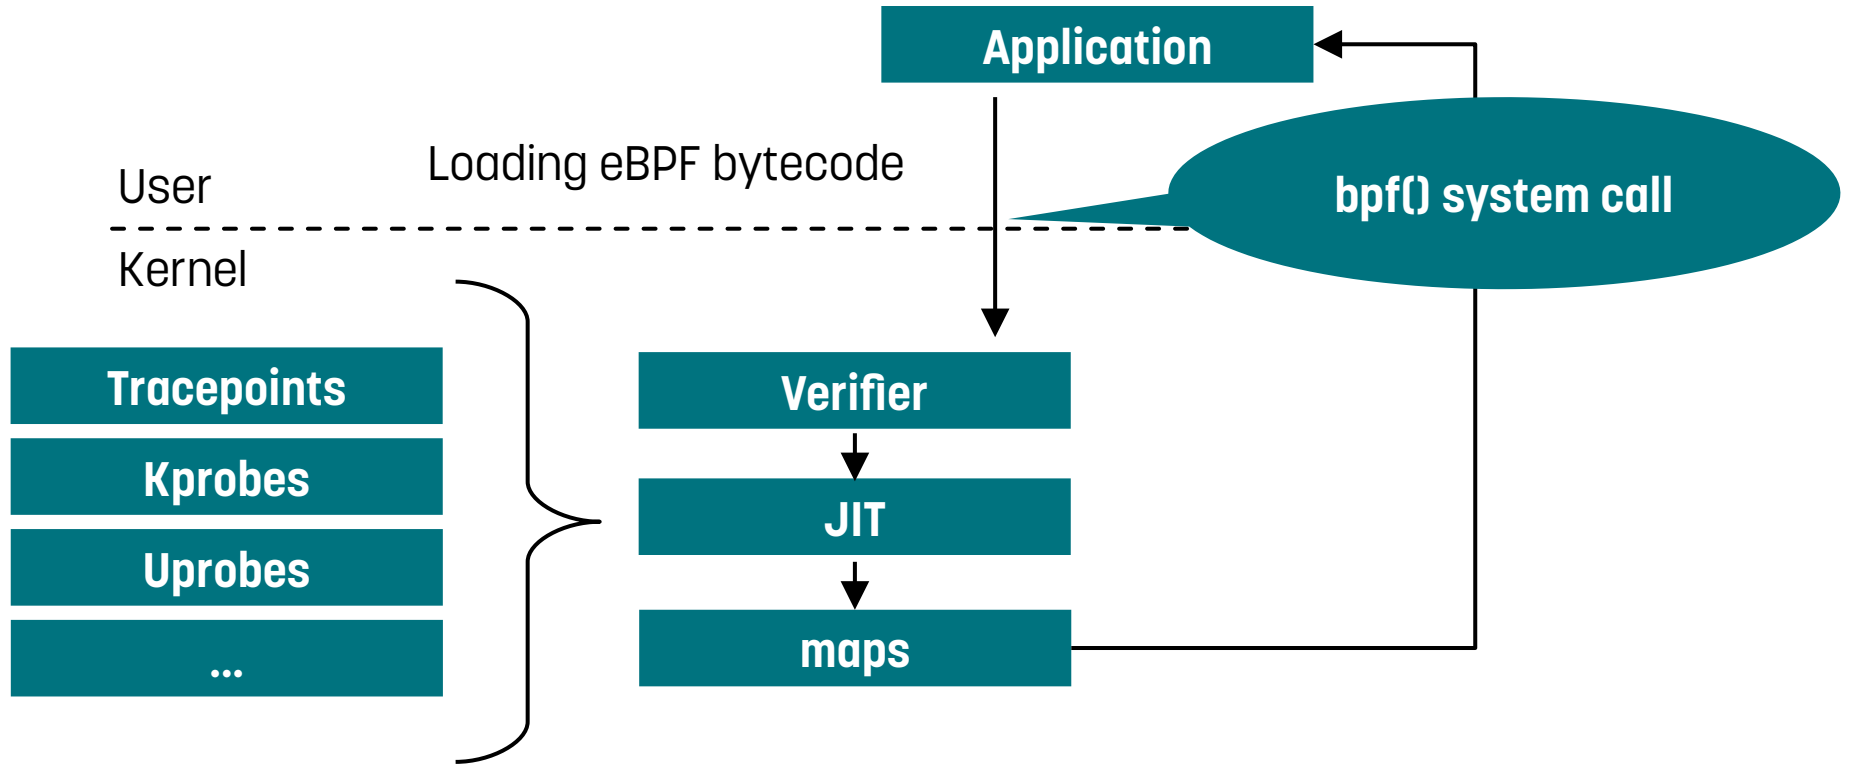 Application
Loading eBPF bytecode
User
bpf() system call
Kernel
Tracepoints
Kprobes
Uprobes
...
Verifier
JIT
maps